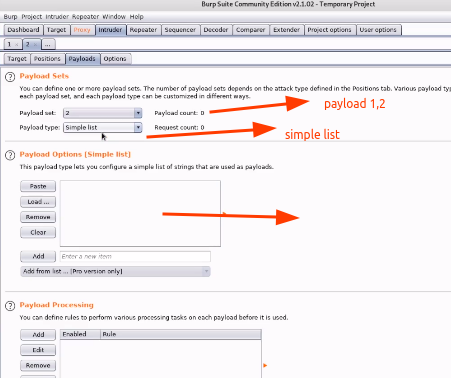 Burp Suite Community Edition v2.1.02 - Temporary Project
Burp Project Intruder Repeater Window Help
Dashboard Target Proxy Intruder Repeater Sequencer Decoder Comparer Extender Project options User options
1 × 2 × ...
Target Positions Payloads Options
? Payload Sets
You can define one or more payload sets. The number of payload sets depends on the attack type defined in the Positions tab. Various payload typ
each payload set, and each payload type can be customized in different ways.
payload 1,2
Payload set: 2 Payload count: 0
Payload type: Simple list Request count: 0
simple list
? Payload Options [Simple list]
This payload type lets you configure a simple list of strings that are used as payloads.
Paste
Load ...
Remove
Clear
Add Enter a new item
Add from list ... [Pro version only]
? Payload Processing
You can define rules to perform various processing tasks on each payload before it is used.
Add Enabled Rule
Edit
Remove